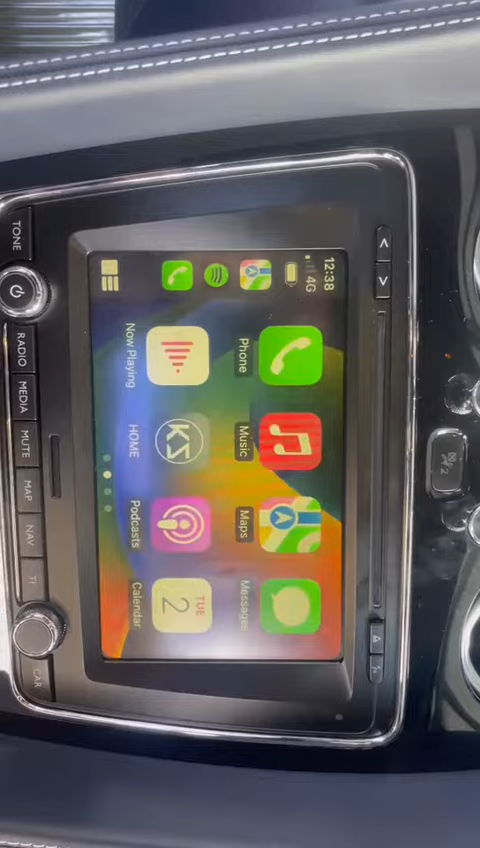 12:38
4G
Phone
Music
Maps
Messages
Now Playing
KZ
HOME
Podcasts
TUE
2
Calendar
TONE
RADIO
MEDIA
MUTE
MAP
NAV
CAR